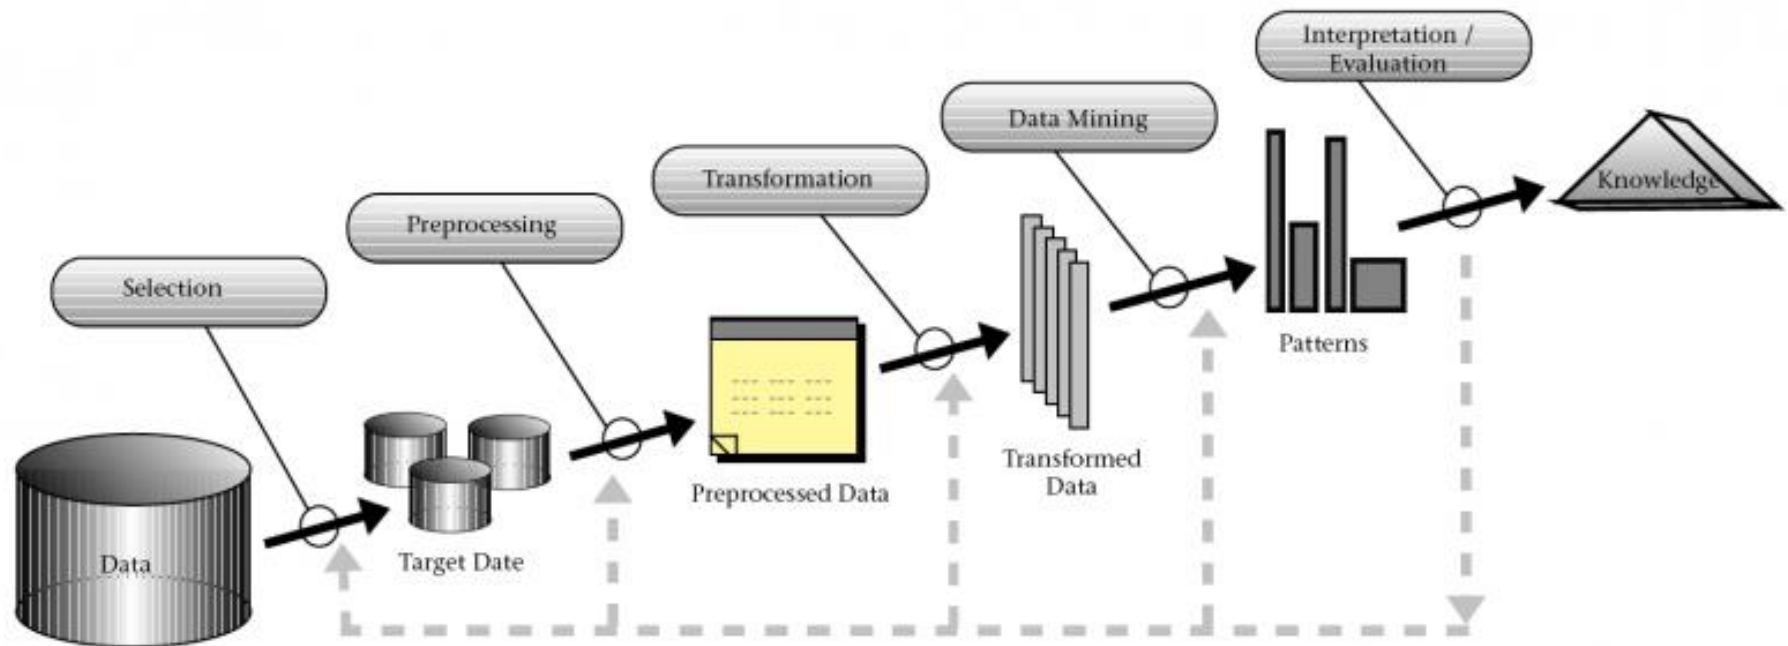 Interpretation /
Evaluation
Data Mining
Transformation
Preprocessing
Selection
Knowledge
Patterns
Transformed
Data
Preprocessed Data
Target Date
Data